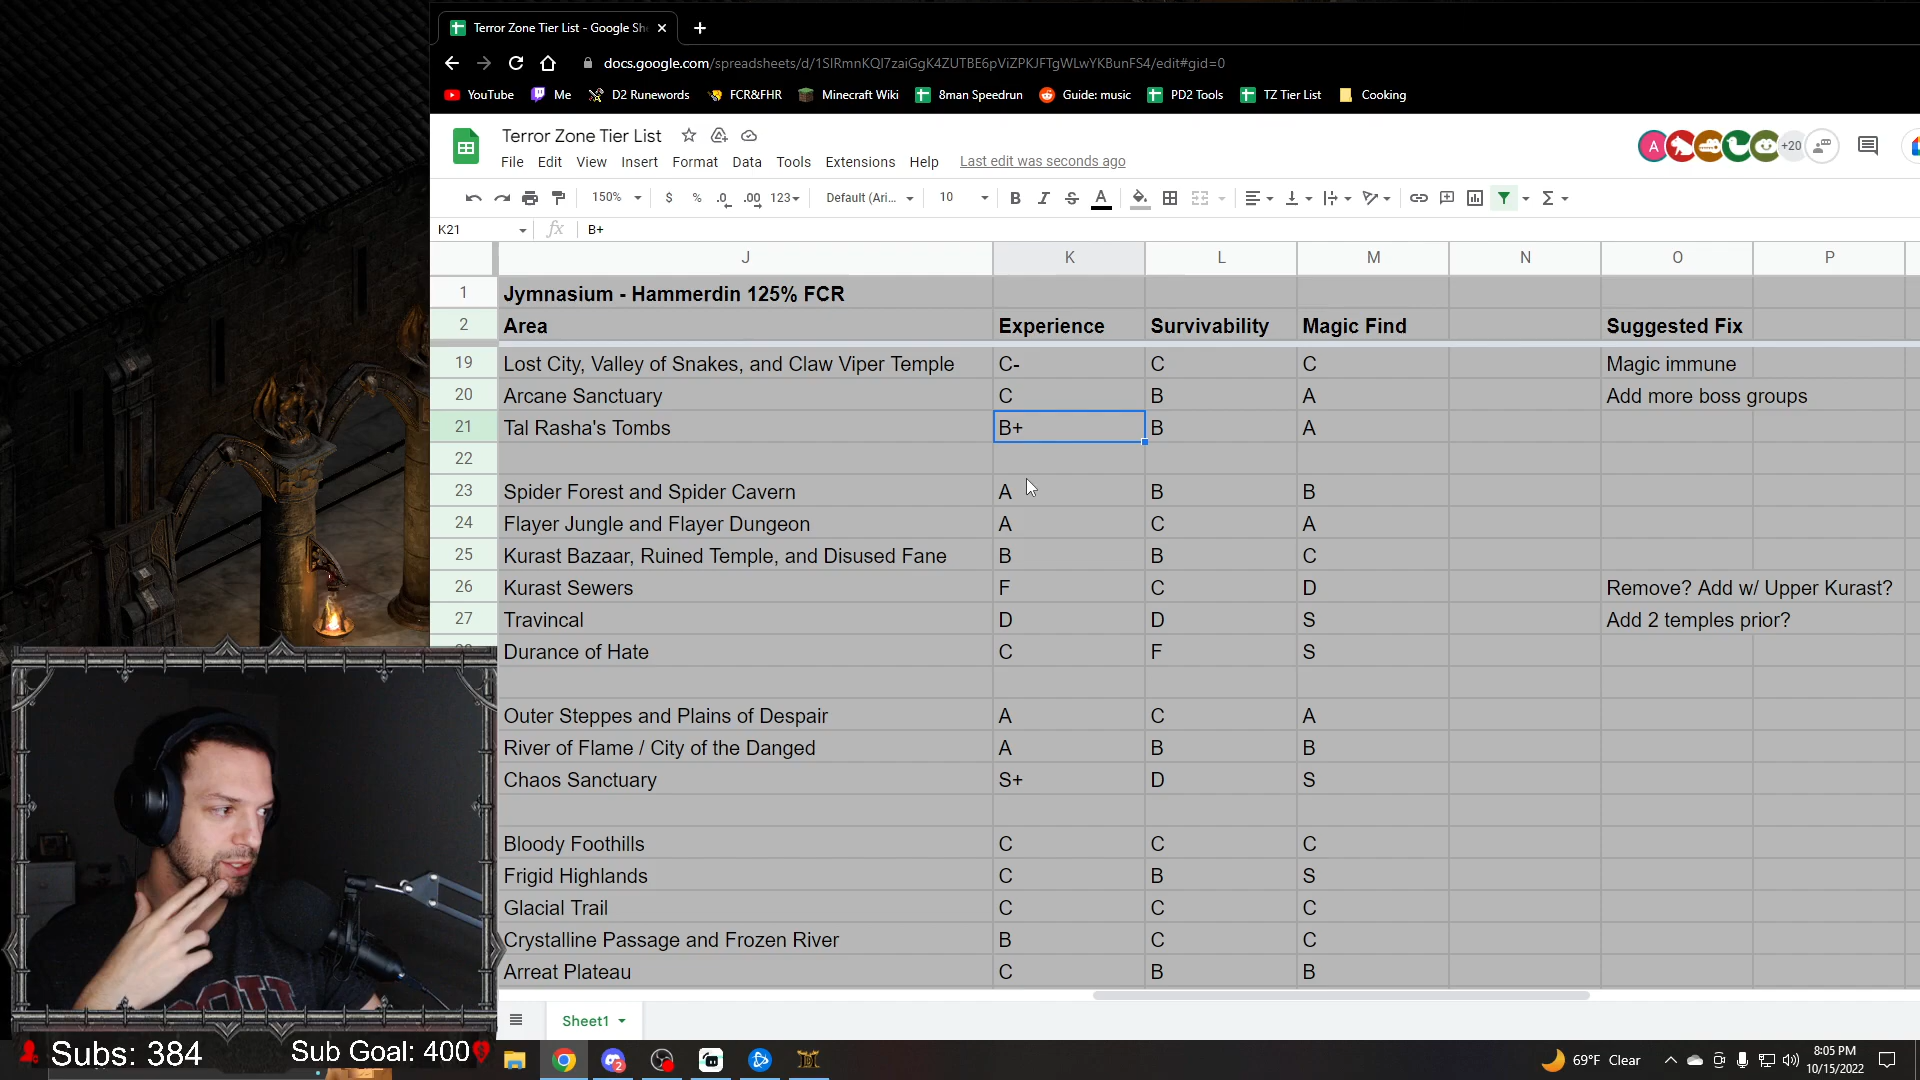 Terror Zone Tier List - Google Sh
docs.google.com/spreadsheets/d/1SlRmnKQl7zaiGgK4ZUTBE6pViZPKJFTgWLwYKBunFS4/edit#gid=0
YouTube Me D2 Runewords FCR&FHR Minecraft Wiki 8man Speedrun Guide: music PD2 Tools TZ Tier List Cooking
Terror Zone Tier List
A +20
File Edit View Insert Format Data Tools Extensions Help Last edit was seconds ago
150% $ % .0 .00 123 Default (Ari... 10 B I S A Σ
K21 fx B+
J K L M N O P
1 Jymnasium - Hammerdin 125% FCR
2 Area Experience Survivability Magic Find Suggested Fix
19 Lost City, Valley of Snakes, and Claw Viper Temple C- C C Magic immune
20 Arcane Sanctuary C B A Add more boss groups
21 Tal Rasha's Tombs B+ B A
22
23 Spider Forest and Spider Cavern A B B
24 Flayer Jungle and Flayer Dungeon A C A
25 Kurast Bazaar, Ruined Temple, and Disused Fane B B C
26 Kurast Sewers F C D Remove? Add w/ Upper Kurast?
27 Travincal D D S Add 2 temples prior?
Durance of Hate C F S
Outer Steppes and Plains of Despair A C A
River of Flame / City of the Danged A B B
Chaos Sanctuary S+ D S
Bloody Foothills C C C
Frigid Highlands C B S
Glacial Trail C C C
Crystalline Passage and Frozen River B C C
Arreat Plateau C B B
Sheet1
Subs: 384 Sub Goal: 400
2
69°F Clear
8:05 PM
10/15/2022